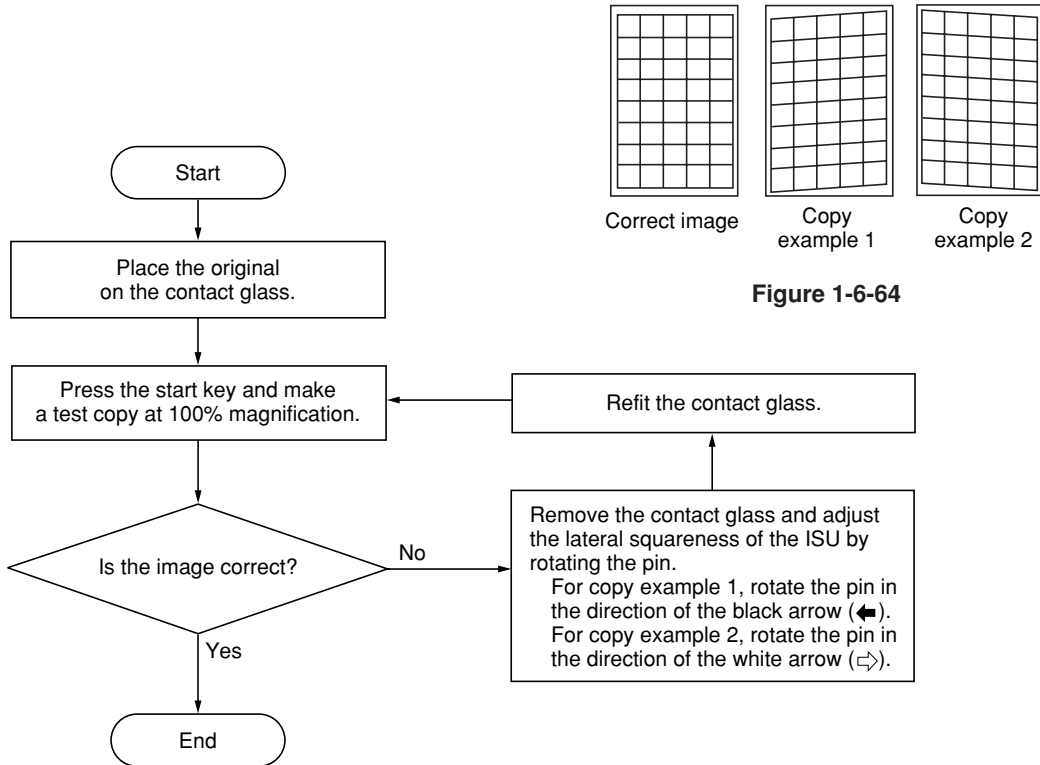 Correct image
Copy
example 1
Copy
example 2
Figure 1-6-64
Start
Place the original
on the contact glass.
Press the start key and make
a test copy at 100% magnification.
Refit the contact glass.
Is the image correct?
No
Remove the contact glass and adjust
the lateral squareness of the ISU by
rotating the pin.
For copy example 1, rotate the pin in
the direction of the black arrow (⬅).
For copy example 2, rotate the pin in
the direction of the white arrow (⇨).
Yes
End